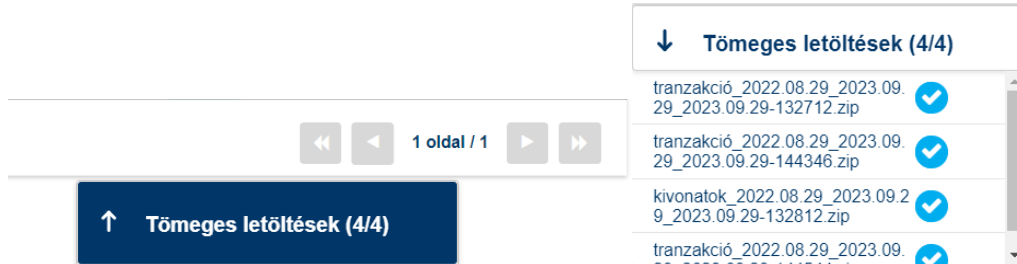 1 oldal / 1
Tömeges letöltések (4/4)
Tömeges letöltések (4/4)
tranzakció_2022.08.29_2023.09.
29_2023.09.29-132712.zip
tranzakció_2022.08.29_2023.09.
29_2023.09.29-144346.zip
kivonatok_2022.08.29_2023.09.2
9_2023.09.29-132812.zip
tranzakció_2022.08.29_2023.09.